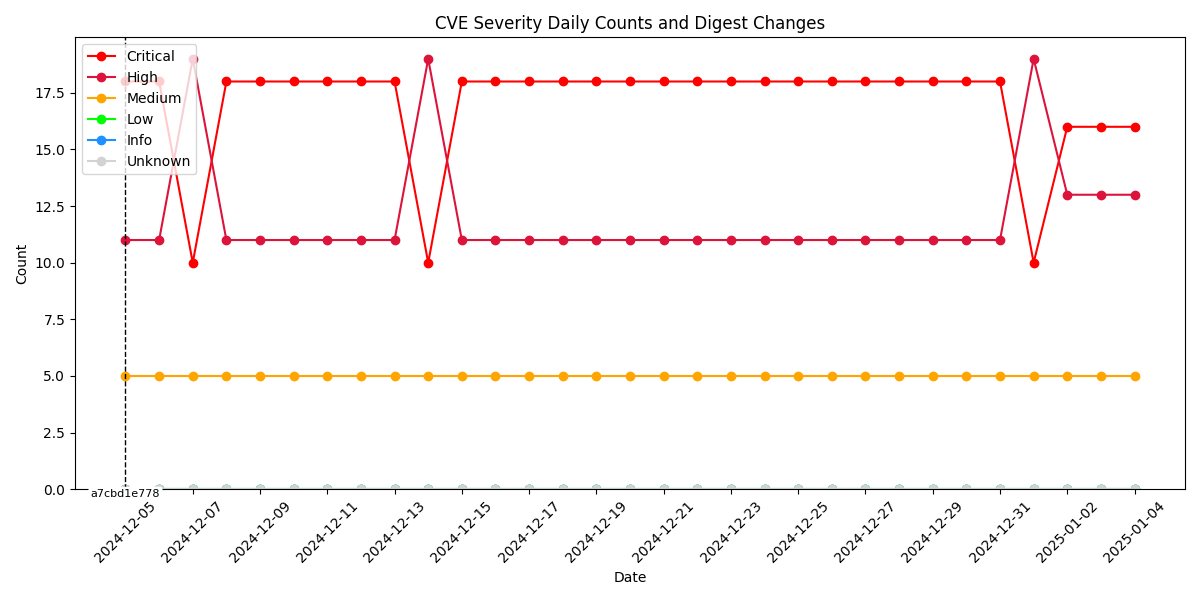 CVE Severity Daily Counts and Digest Changes
Critical
High
Medium
Low
Info
Unknown
Count
17.5
15.0
12.5
10.0
7.5
5.0
2.5
0.0
a7cbd1e778
2024-12-05
2024-12-07
2024-12-09
2024-12-11
2024-12-13
2024-12-15
2024-12-17
2024-12-19
2024-12-21
2024-12-23
2024-12-25
2024-12-27
2024-12-29
2024-12-31
2025-01-02
2025-01-04
Date